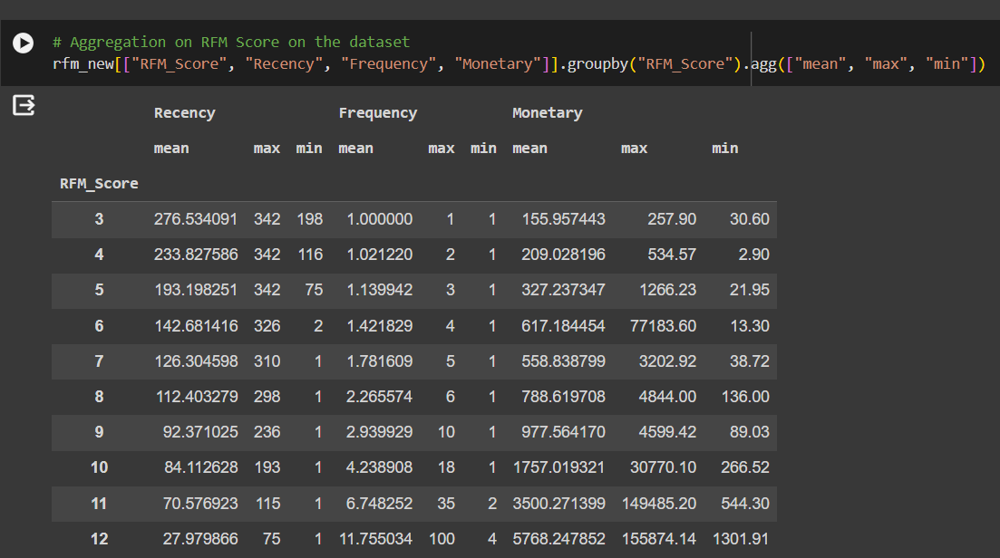 # Aggregation on RFM Score on the dataset
rfm_new[["RFM_Score", "Recency", "Frequency", "Monetary"]].groupby("RFM_Score").agg(["mean", "max", "min"])
Recency Frequency Monetary
mean max min mean max min mean max min
RFM_Score
3 276.534091 342 198 1.000000 1 1 155.957443 257.90 30.60
4 233.827586 342 116 1.021220 2 1 209.028196 534.57 2.90
5 193.198251 342 75 1.139942 3 1 327.237347 1266.23 21.95
6 142.681416 326 2 1.421829 4 1 617.184454 77183.60 13.30
7 126.304598 310 1 1.781609 5 1 558.838799 3202.92 38.72
8 112.403279 298 1 2.265574 6 1 788.619708 4844.00 136.00
9 92.371025 236 1 2.939929 10 1 977.564170 4599.42 89.03
10 84.112628 193 1 4.238908 18 1 1757.019321 30770.10 266.52
11 70.576923 115 1 6.748252 35 2 3500.271399 149485.20 544.30
12 27.979866 75 1 11.755034 100 4 5768.247852 155874.14 1301.91